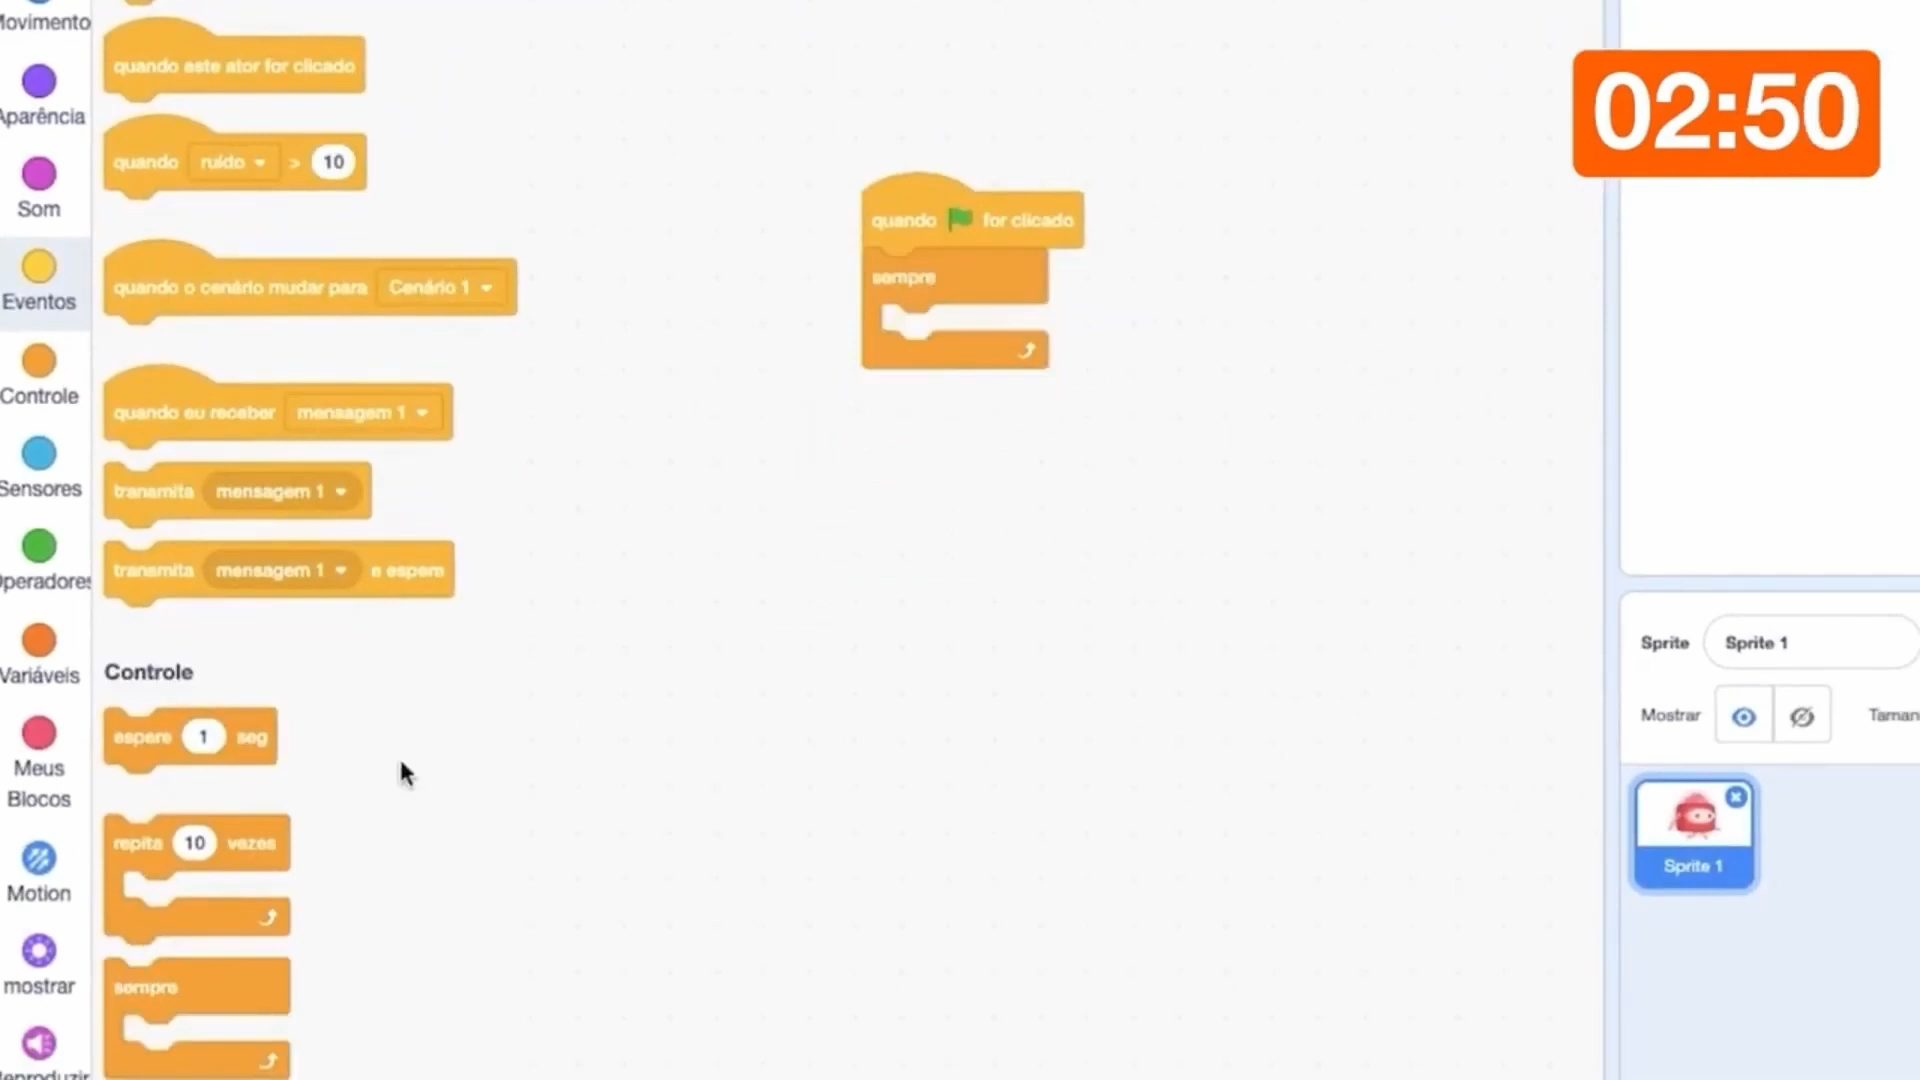 Movimento
Aparência
Som
Eventos
Controle
Sensores
Operadores
Variáveis
Meus
Blocos
Motion
mostrar
Reproduzir
quando este ator for clicado
quando ruído > 10
quando o cenário mudar para Cenário 1
quando eu receber mensagem 1
transmita mensagem 1
transmita mensagem 1 e espere
Controle
espere 1 seg
repita 10 vezes
sempre
quando for clicado
sempre
02:50
Sprite Sprite 1
Mostrar Taman
Sprite 1